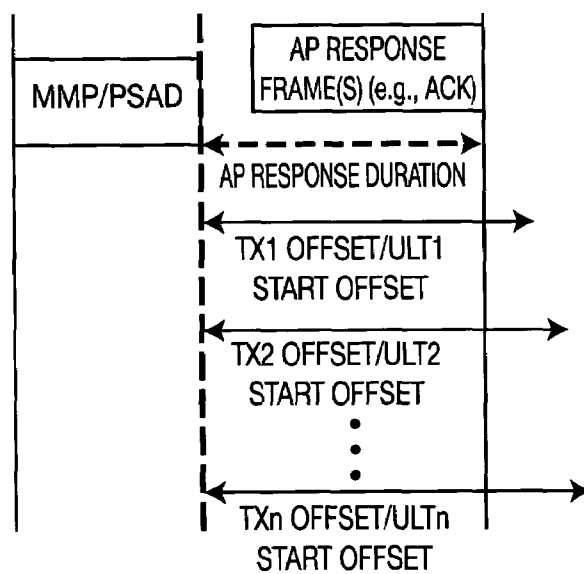 MMP/PSAD
AP RESPONSE
FRAME(S) (e.g., ACK)
AP RESPONSE DURATION
TX1 OFFSET/ULT1
START OFFSET
TX2 OFFSET/ULT2
START OFFSET
TXn OFFSET/ULTn
START OFFSET